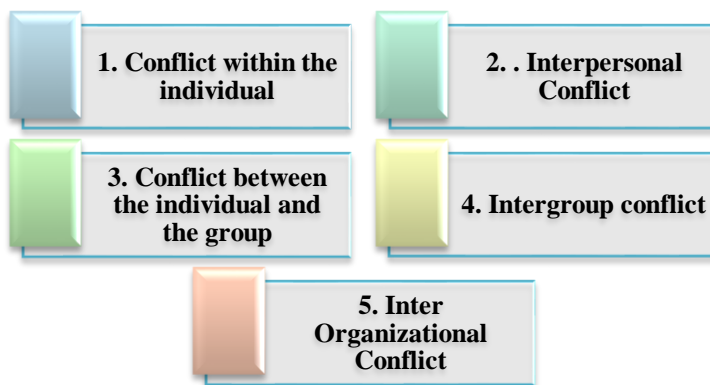 1. Conflict within the
individual
2. . Interpersonal
Conflict
3. Conflict between
the individual and
the group
4. Intergroup conflict
5. Inter
Organizational
Conflict